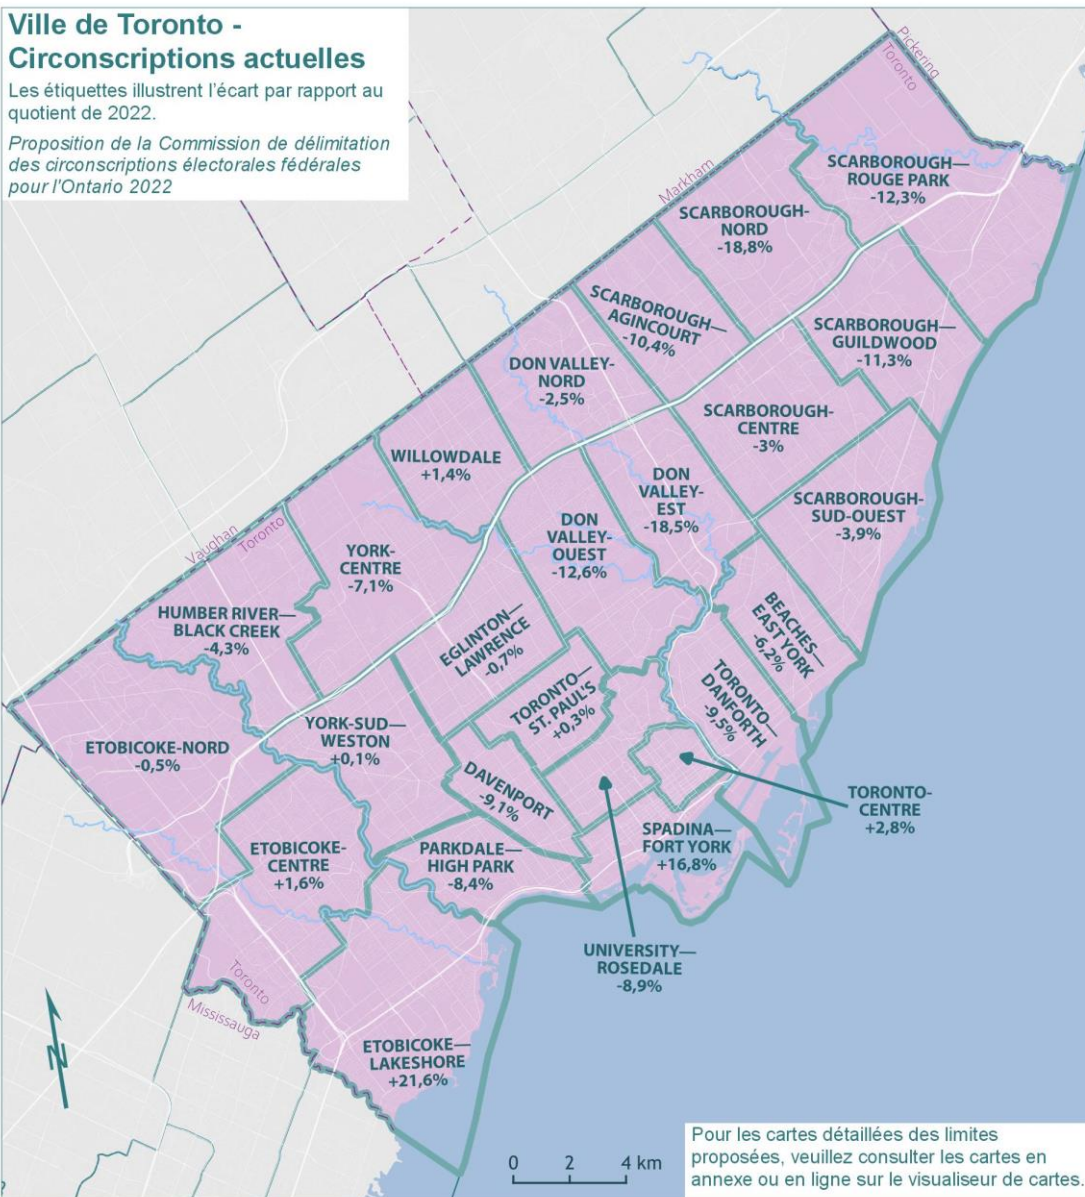 Ville de Toronto -
Circonscriptions actuelles
Les étiquettes illustrent l'écart par rapport au
quotient de 2022.
Proposition de la Commission de délimitation
des circonscriptions électorales fédérales
pour l'Ontario 2022
Pickering
Toronto
Markham
SCARBOROUGH—
ROUGE PARK
-12,3%
SCARBOROUGH-
NORD
-18,8%
SCARBOROUGH—
AGINCOURT
-10,4%
SCARBOROUGH—
GUILDWOOD
-11,3%
DON VALLEY-
NORD
-2,5%
SCARBOROUGH-
CENTRE
-3%
WILLOWDALE
+1,4%
DON
VALLEY-
EST
-18,5%
SCARBOROUGH-
SUD-OUEST
-3,9%
DON
VALLEY-
OUEST
-12,6%
Vaughan
Toronto
YORK-
CENTRE
-7,1%
HUMBER RIVER—
BLACK CREEK
-4,3%
EGLINTON—
LAWRENCE
-0,7%
BEACHES—
EAST YORK
-6,2%
TORONTO—
ST. PAUL'S
+0,3%
TORONTO—
DANFORTH
-9,5%
YORK-SUD—
WESTON
+0,1%
ETOBICOKE-NORD
-0,5%
DAVENPORT
-9,1%
TORONTO-
CENTRE
+2,8%
SPADINA—
FORT YORK
+16,8%
ETOBICOKE-
CENTRE
+1,6%
PARKDALE—
HIGH PARK
-8,4%
UNIVERSITY—
ROSEDALE
-8,9%
Toronto
Mississauga
ETOBICOKE—
LAKESHORE
+21,6%
N
0 2 4 km
Pour les cartes détaillées des limites
proposées, veuillez consulter les cartes en
annexe ou en ligne sur le visualiseur de cartes.